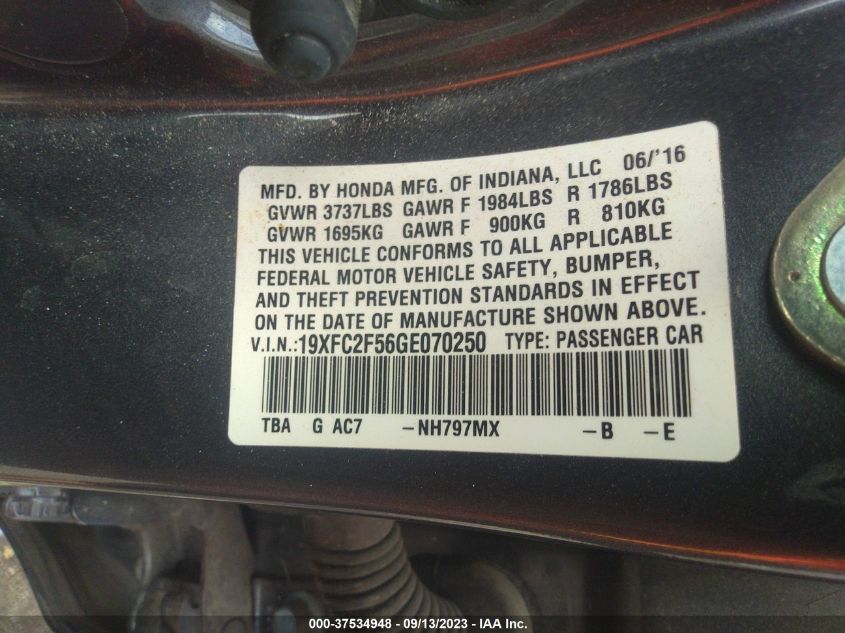 MFD. BY HONDA MFG. OF INDIANA, LLC 06/'16
GVWR 3737LBS GAWR F 1984LBS R 1786LBS
GVWR 1695KG GAWR F 900KG R 810KG
THIS VEHICLE CONFORMS TO ALL APPLICABLE
FEDERAL MOTOR VEHICLE SAFETY, BUMPER,
AND THEFT PREVENTION STANDARDS IN EFFECT
ON THE DATE OF MANUFACTURE SHOWN ABOVE.
V.I.N.:19XFC2F56GE070250 TYPE: PASSENGER CAR
TBA G AC7 -NH797MX -B -E
000-37534948 - 09/13/2023 - IAA Inc.